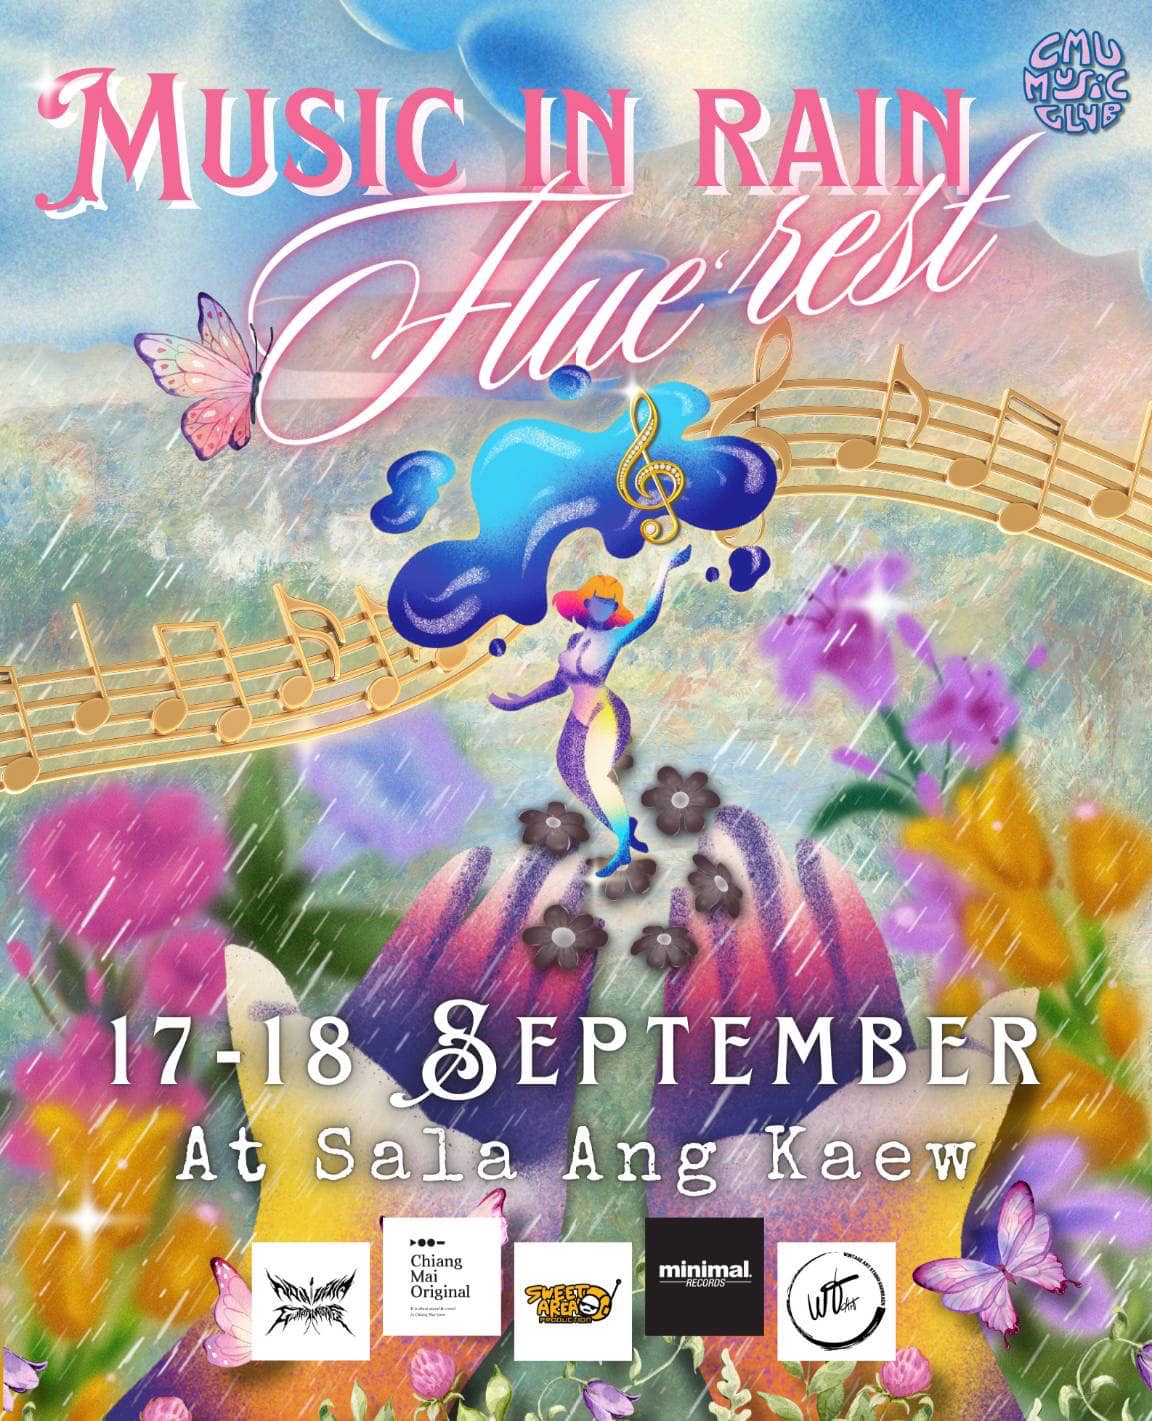 CMU
MUSIC
CLUB
MUSIC IN RAIN
Flue'rest
17-18 SEPTEMBER
At Sala Ang Kaew
Chiang
Mai
Original
SWEET
AREA
PRODUCTION
minimal.
RECORDS